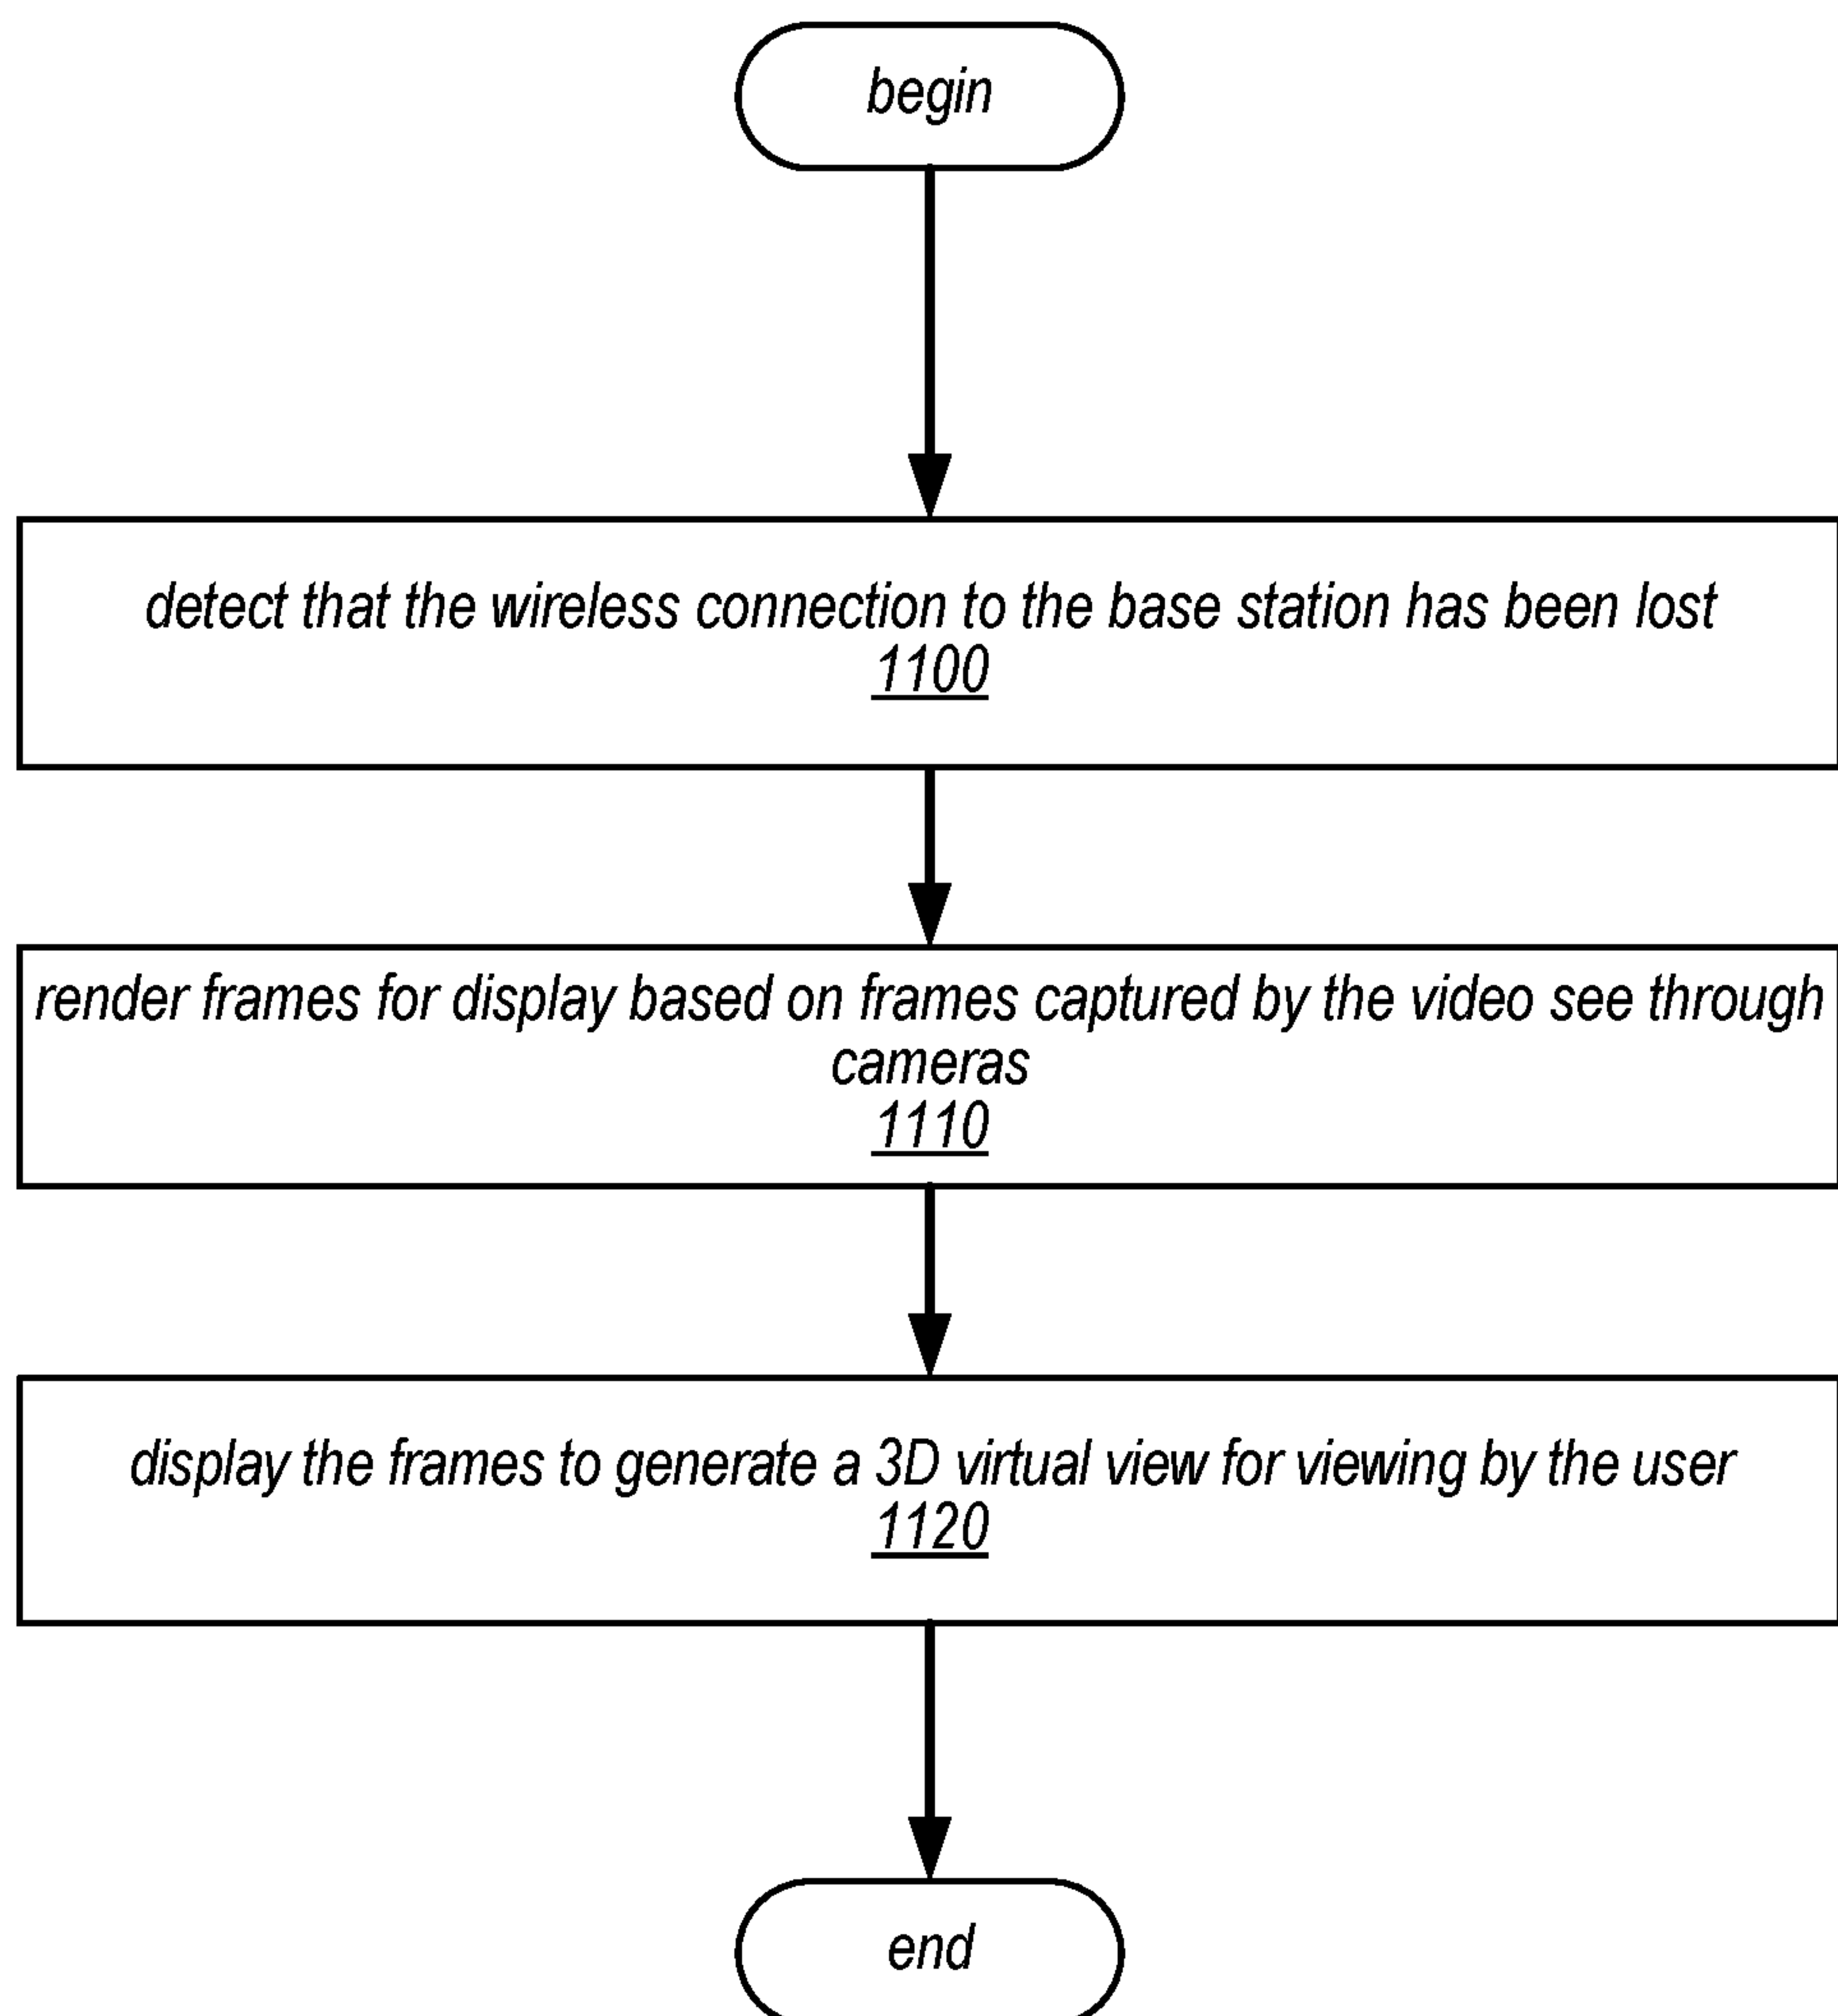 begin
detect that the wireless connection to the base station has been lost
1100
render frames for display based on frames captured by the video see through
cameras
1110
display the frames to generate a 3D virtual view for viewing by the user
1120
end